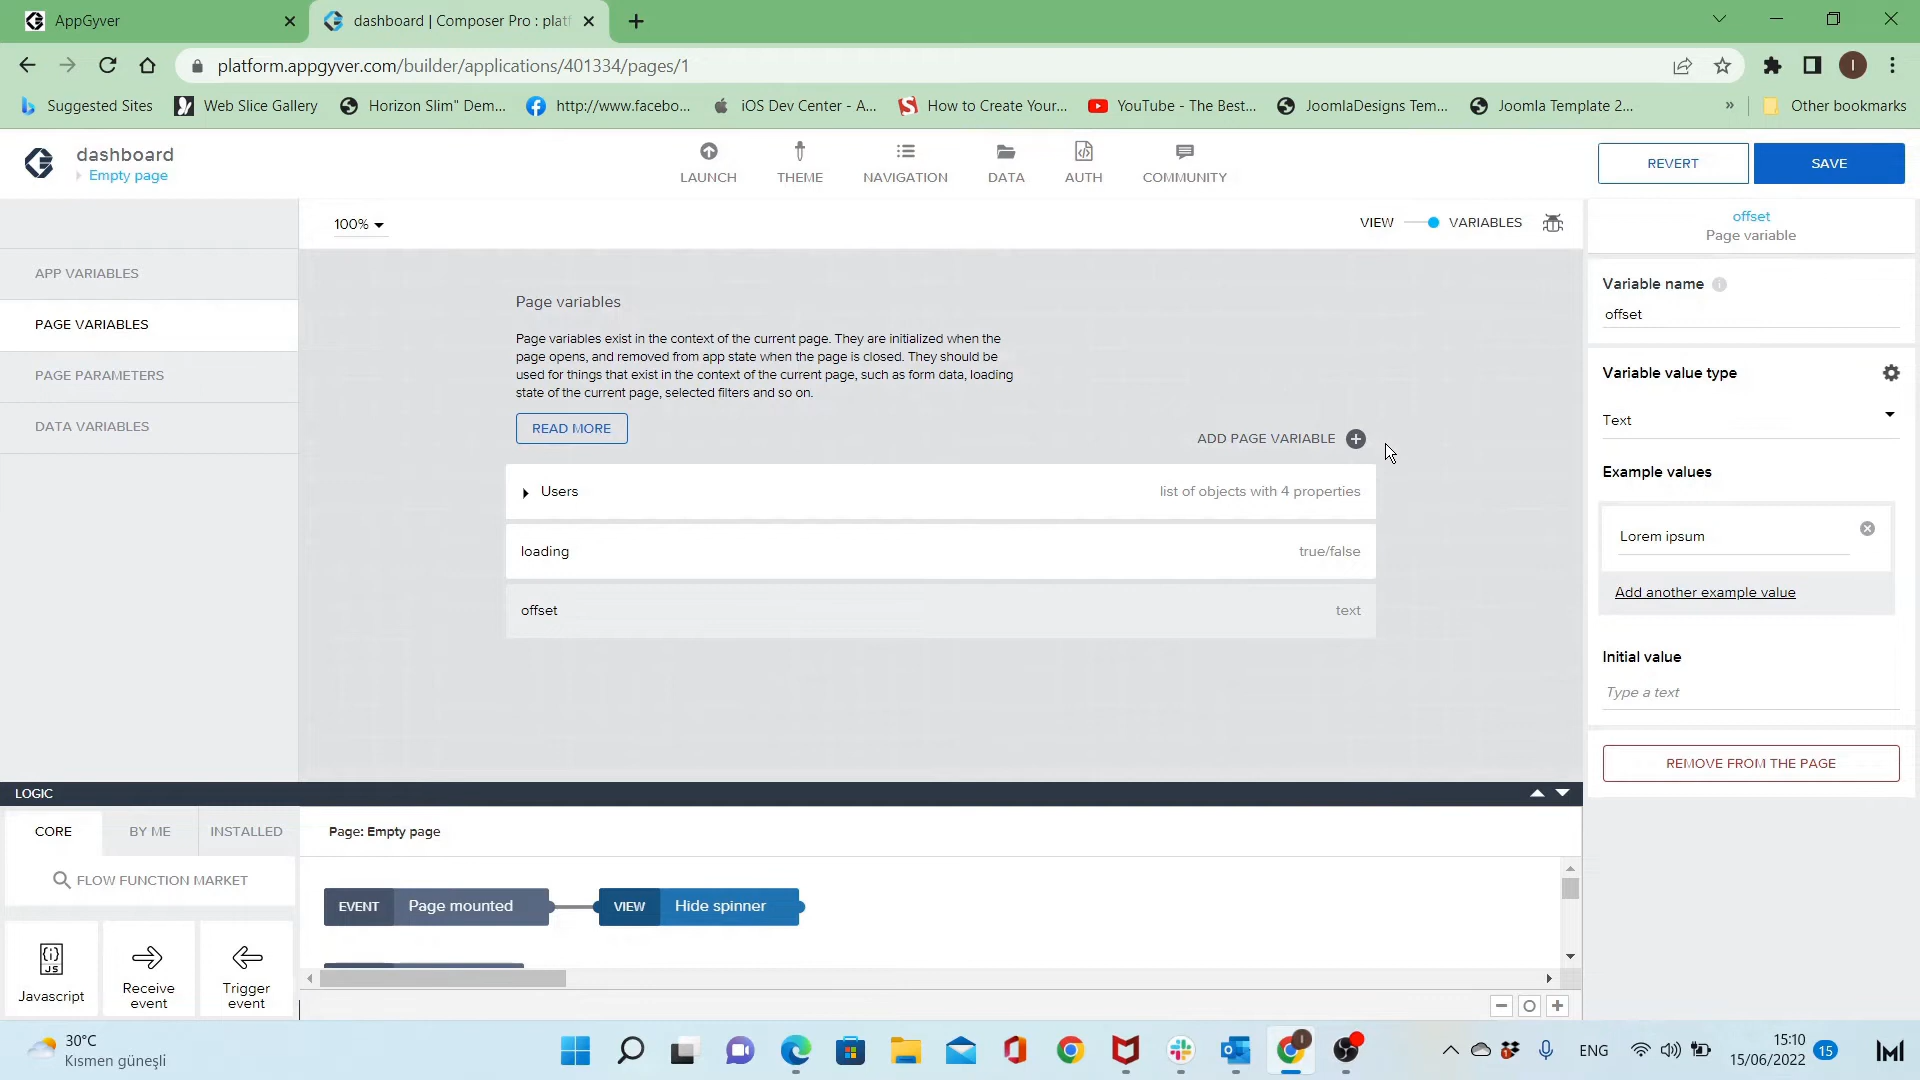 AppGyver
dashboard | Composer Pro : plat
platform.appgyver.com/builder/applications/401334/pages/1
I
Suggested Sites
Web Slice Gallery
Horizon Slim" Dem...
http://www.facebo...
iOS Dev Center - A...
How to Create Your...
YouTube - The Best...
JoomlaDesigns Tem...
Joomla Template 2...
»
Other bookmarks
dashboard
Empty page
LAUNCH
THEME
NAVIGATION
DATA
AUTH
COMMUNITY
REVERT
SAVE
100%
VIEW
VARIABLES
APP VARIABLES
PAGE VARIABLES
PAGE PARAMETERS
DATA VARIABLES
Page variables
Page variables exist in the context of the current page. They are initialized when the
page opens, and removed from app state when the page is closed. They should be
used for things that exist in the context of the current page, such as form data, loading
state of the current page, selected filters and so on.
READ MORE
ADD PAGE VARIABLE
Users
list of objects with 4 properties
loading
true/false
offset
text
offset
Page variable
Variable name
offset
Variable value type
Text
Example values
Lorem ipsum
Add another example value
Initial value
Type a text
REMOVE FROM THE PAGE
LOGIC
CORE
BY ME
INSTALLED
FLOW FUNCTION MARKET
JS
Javascript
Receive
event
Trigger
event
Page: Empty page
EVENT
Page mounted
VIEW
Hide spinner
30°C
Kısmen güneşli
ENG
15:10
15/06/2022
15